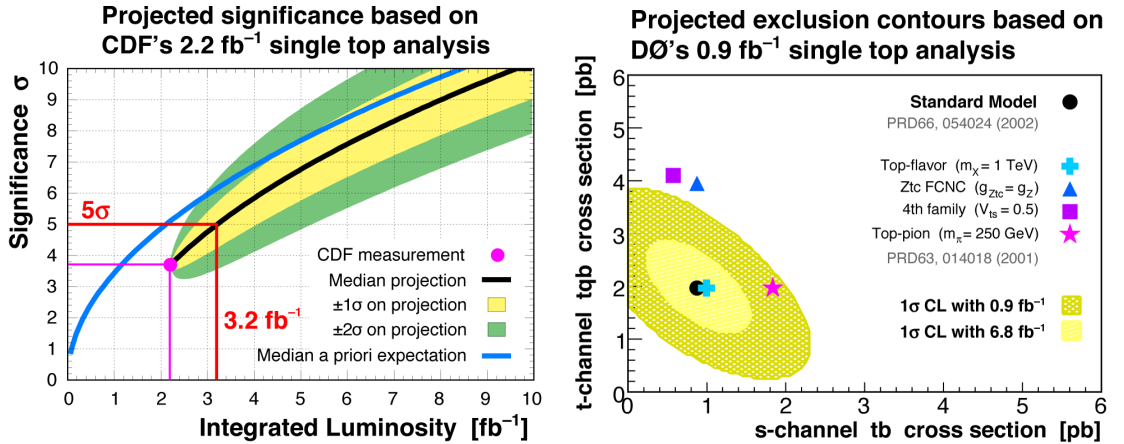 Projected significance based on
CDF's 2.2 fb⁻¹ single top analysis
Significance σ
10
9
8
7
6
5
4
3
2
1
0
5σ
3.2 fb⁻¹
CDF measurement
Median projection
±1σ on projection
±2σ on projection
Median a priori expectation
0 1 2 3 4 5 6 7 8 9 10
Integrated Luminosity [fb⁻¹]
Projected exclusion contours based on
DØ's 0.9 fb⁻¹ single top analysis
t-channel tqb cross section [pb]
6
5
4
3
2
1
0
Standard Model
PRD66, 054024 (2002)
Top-flavor (m_X = 1 TeV)
Ztc FCNC (g_Ztc = g_Z)
4th family (V_ts = 0.5)
Top-pion (m_π = 250 GeV)
PRD63, 014018 (2001)
1σ CL with 0.9 fb⁻¹
1σ CL with 6.8 fb⁻¹
0 1 2 3 4 5 6
s-channel tb cross section [pb]